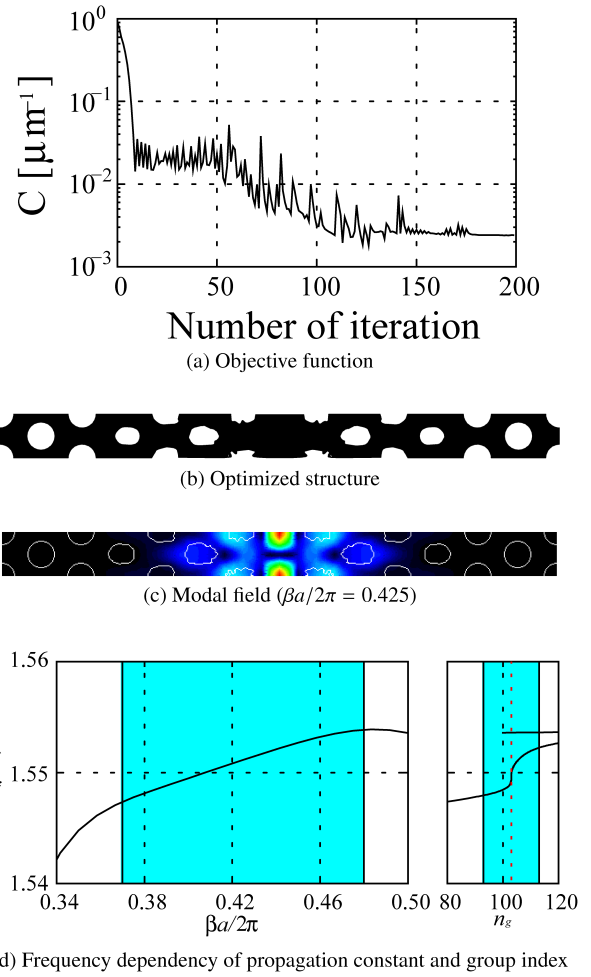 10^0
10^-1
10^-2
10^-3
C [μm^-1]
0 50 100 150 200
Number of iteration
(a) Objective function
(b) Optimized structure
(c) Modal field (βa/2π = 0.425)
1.56
1.55
1.54
0.34 0.38 0.42 0.46 0.50 80 100 120
βa/2π n_g
d) Frequency dependency of propagation constant and group index